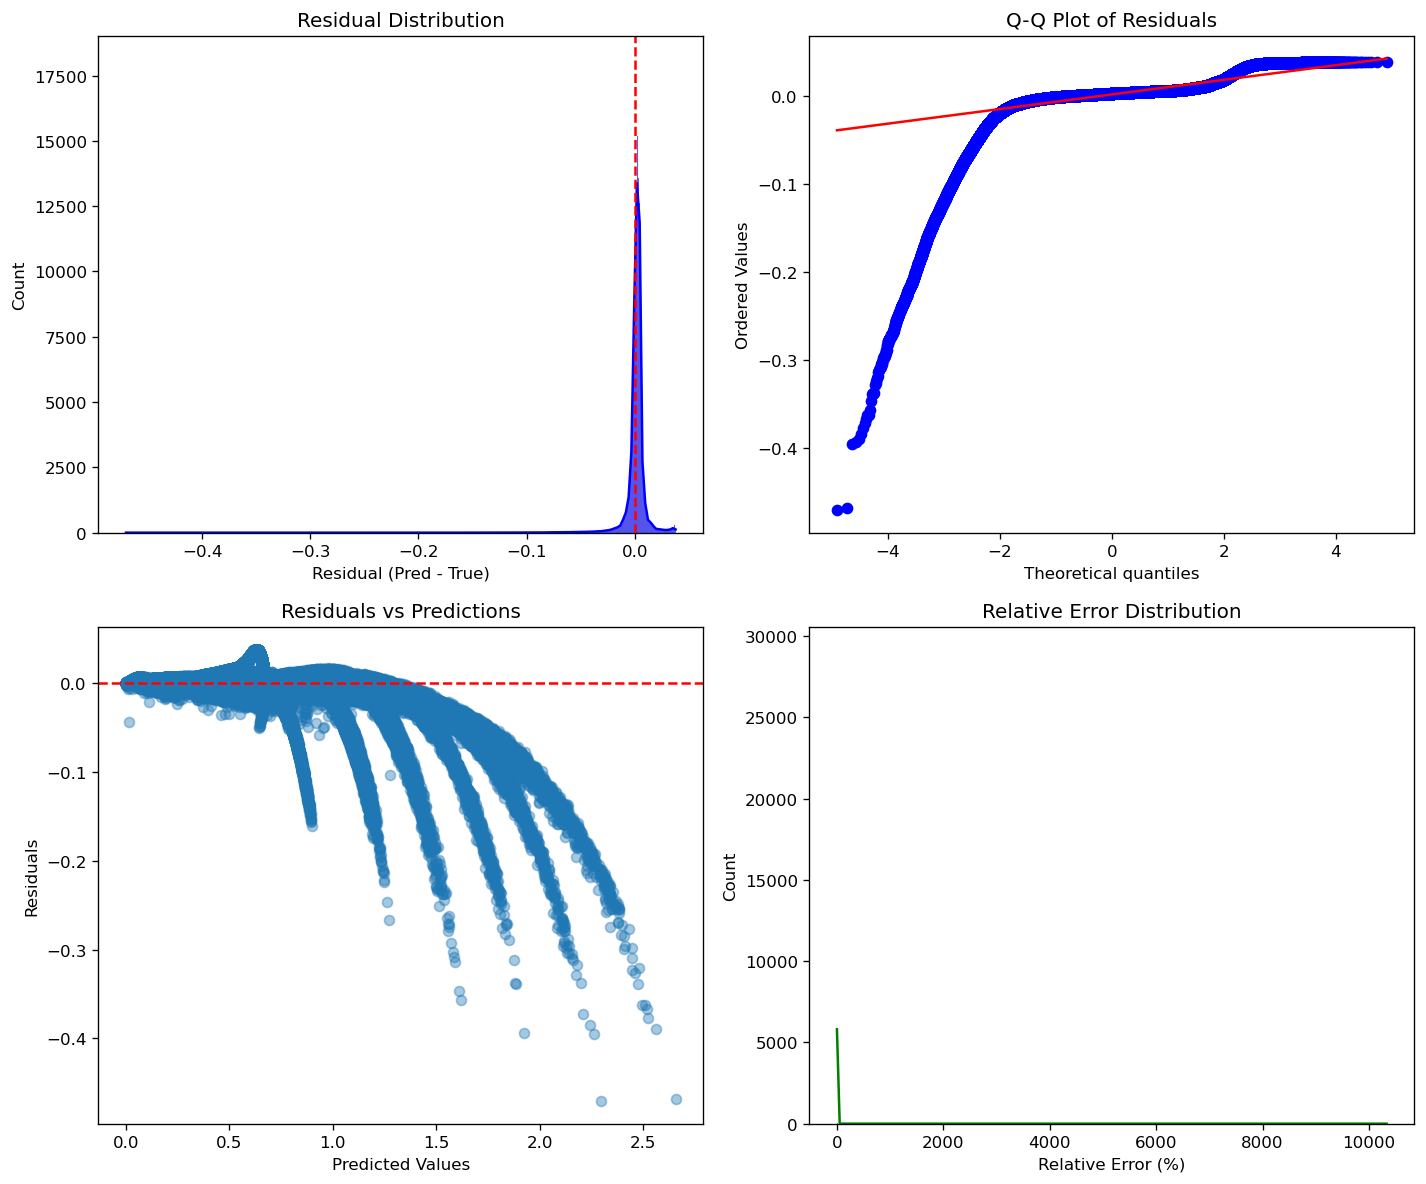 Residual Distribution
Count
17500
15000
12500
10000
7500
5000
2500
0
−0.4 −0.3 −0.2 −0.1 0.0
Residual (Pred - True)
Q-Q Plot of Residuals
Ordered Values
0.0
−0.1
−0.2
−0.3
−0.4
−4 −2 0 2 4
Theoretical quantiles
Residuals vs Predictions
Residuals
0.0
−0.1
−0.2
−0.3
−0.4
0.0 0.5 1.0 1.5 2.0 2.5
Predicted Values
Relative Error Distribution
Count
30000
25000
20000
15000
10000
5000
0
0 2000 4000 6000 8000 10000
Relative Error (%)